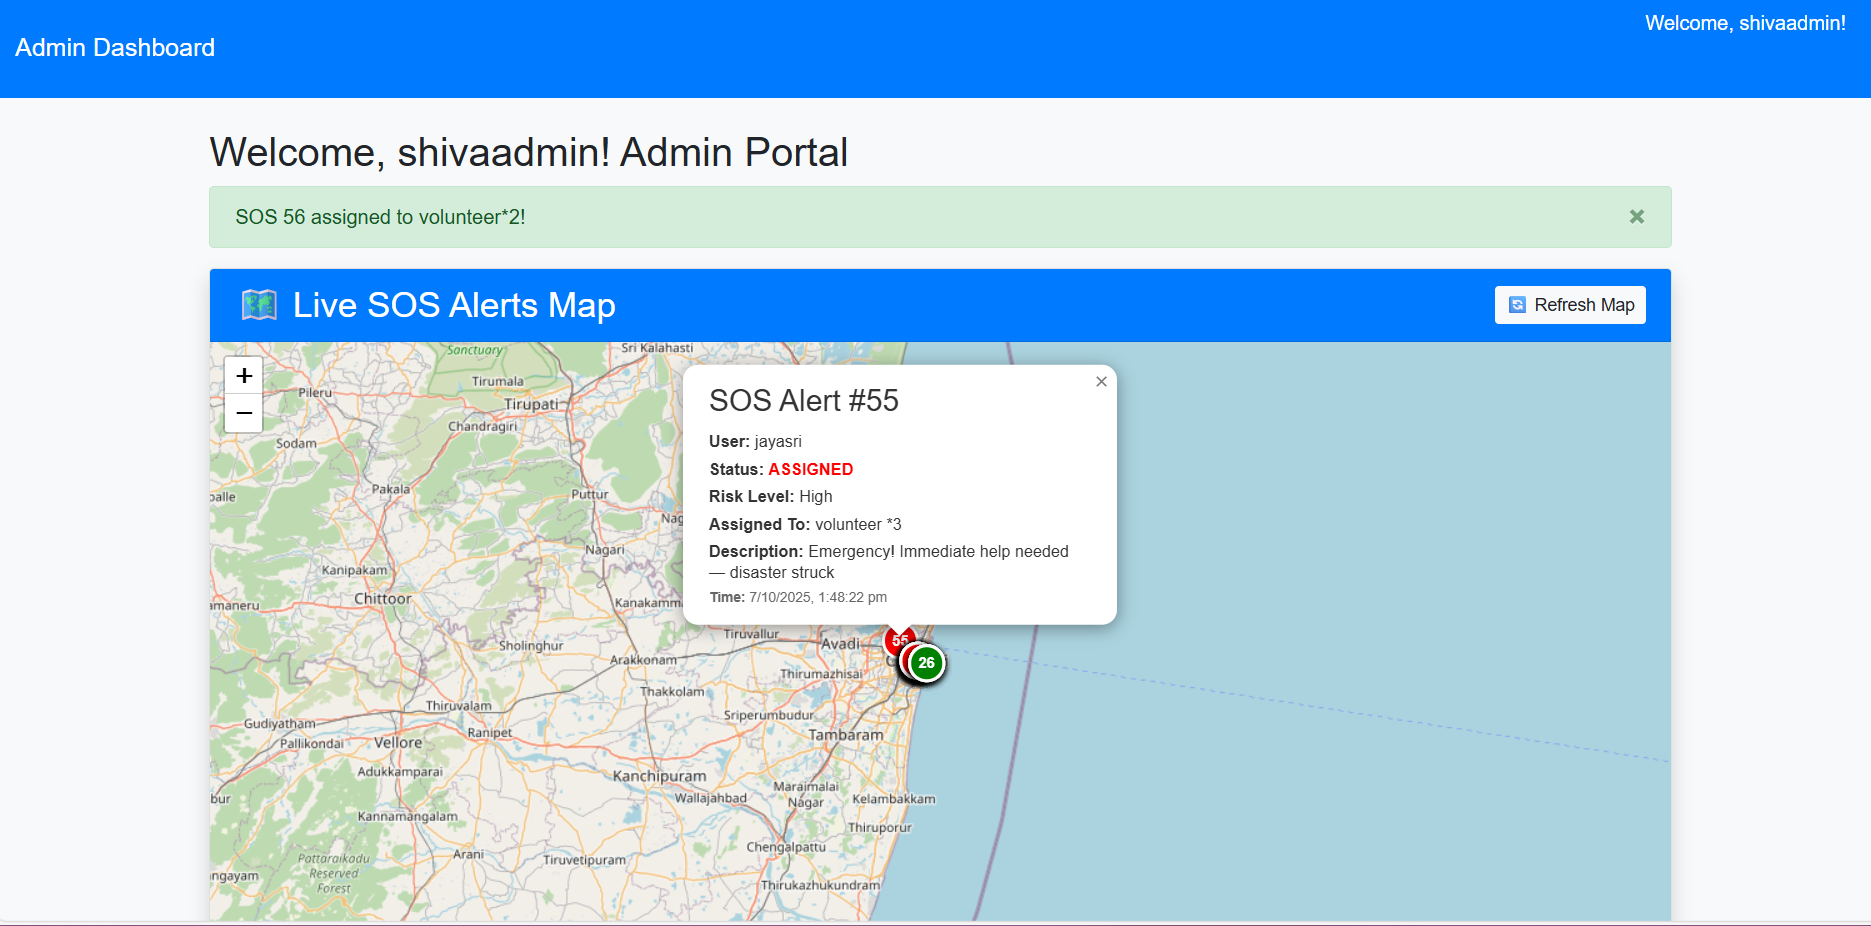 Welcome, shivaadmin!
Admin Dashboard
Welcome, shivaadmin! Admin Portal
SOS 56 assigned to volunteer*2!
×
Live SOS Alerts Map
Refresh Map
+
−
SOS Alert #55
×
User: jayasri
Status: ASSIGNED
Risk Level: High
Assigned To: volunteer *3
Description: Emergency! Immediate help needed
— disaster struck
Time: 7/10/2025, 1:48:22 pm
55
26
Sanctuary
Sri Kalahasti
Tirumala
Pileru
Tirupati
Chandragiri
Sodam
Pakala
Puttur
palle
Nag
Nagari
Kanipakam
Chittoor
amaneru
Kanakamm
Tiruvallur
Avadi
Sholinghur
Arakkonam
Thirumazhisai
Thakkolam
Thiruvalam
Sriperumbudur
Gudiyatham
Ranipet
Tambaram
Pallikondai
Vellore
Adukkamparai
Kanchipuram
Maraimalai
Nagar
Kelambakkam
bur
Wallajahbad
Kannamangalam
Thiruporur
Chengalpattu
Arani
Tiruvetipuram
Pattaraikadu
Reserved
Forest
ngayam
Thirukazhukundram